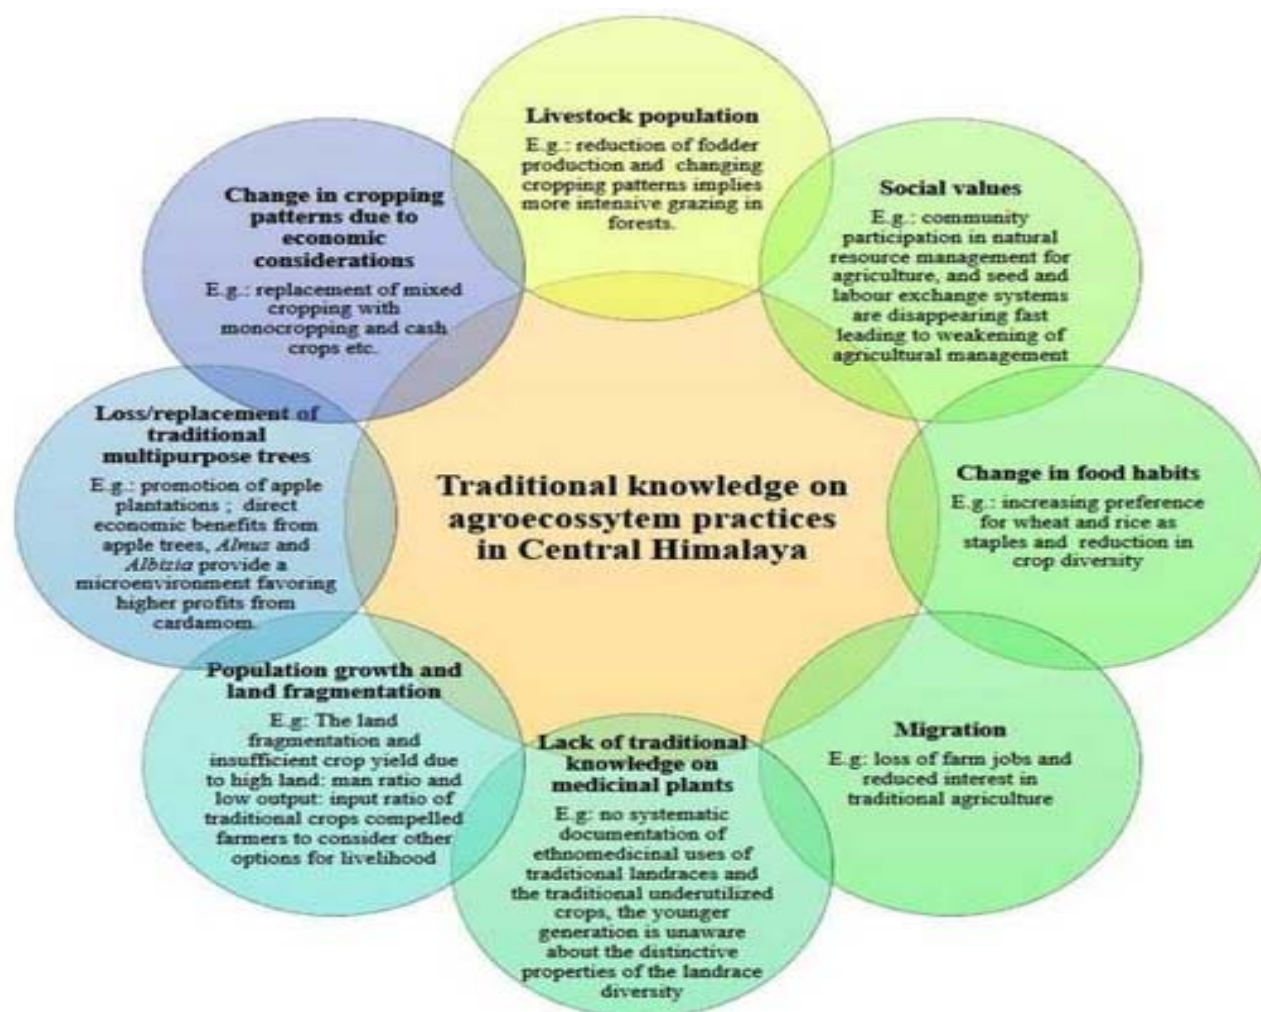 Livestock population
E.g.: reduction of fodder
production and changing
cropping patterns implies
more intensive grazing in
forests.
Social values
E.g.: community
participation in natural
resource management for
agriculture, and seed and
labour exchange systems
are disappearing fast
leading to weakening of
agricultural management
Change in food habits
E.g.: increasing preference
for wheat and rice as
staples and reduction in
crop diversity
Migration
E.g: loss of farm jobs and
reduced interest in
traditional agriculture
Lack of traditional
knowledge on
medicinal plants
E.g: no systematic
documentation of
ethnomedicinal uses of
traditional landraces and
the traditional underutilized
crops, the younger
generation is unaware
about the distinctive
properties of the landrace
diversity
Population growth and
land fragmentation
E.g: The land
fragmentation and
insufficient crop yield due
to high land: man ratio and
low output: input ratio of
traditional crops compelled
farmers to consider other
options for livelihood
Loss/replacement of
traditional
multipurpose trees
E.g.: promotion of apple
plantations ; direct
economic benefits from
apple trees, Alnus and
Albizia provide a
microenvironment favoring
higher profits from
cardamom.
Change in cropping
patterns due to
economic
considerations
E.g.: replacement of mixed
cropping with
monocropping and cash
crops etc.
Traditional knowledge on
agroecossytem practices
in Central Himalaya